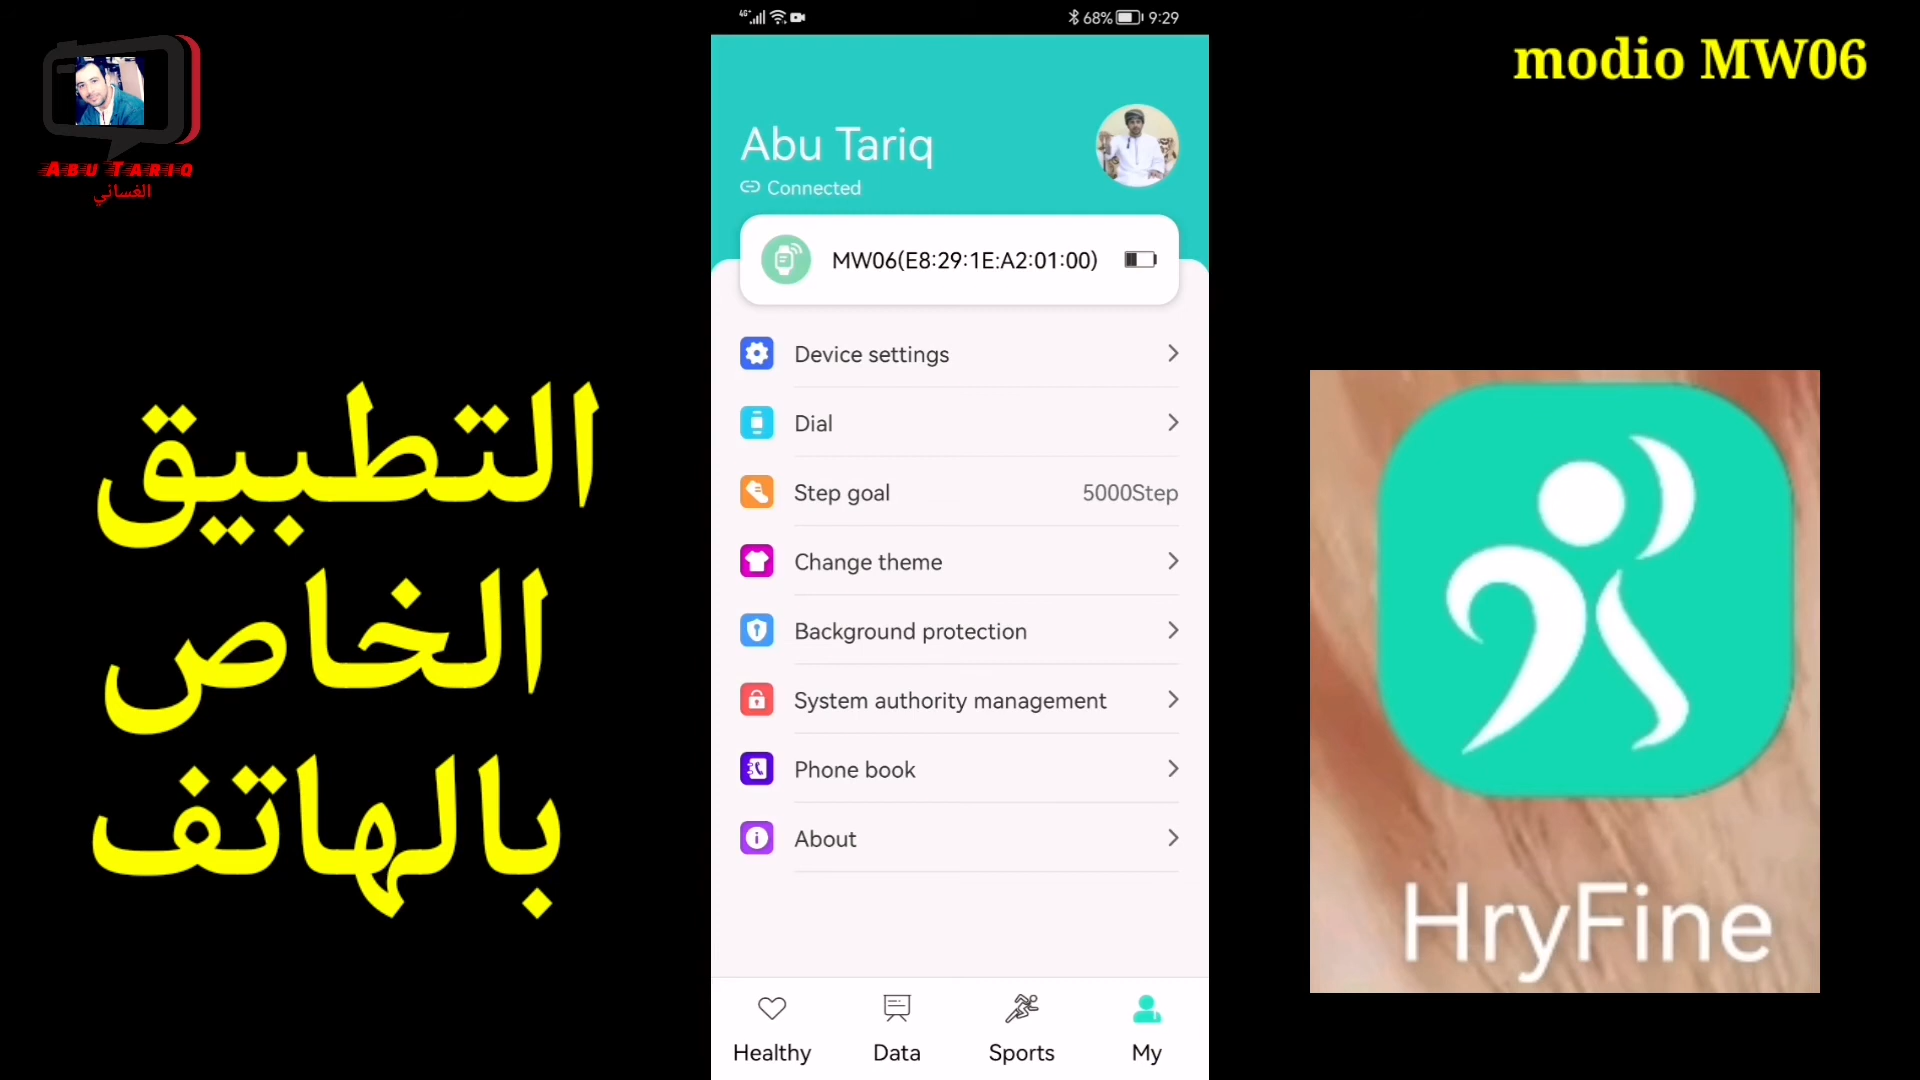 4G+
68% 9:29
modio MW06
ABU TARIQ
الغساني
Abu Tariq
Connected
MW06(E8:29:1E:A2:01:00)
Device settings
Dial
Step goal 5000Step
Change theme
Background protection
System authority management
Phone book
About
Healthy Data Sports My
التطبيق
الخاص
بالهاتف
HryFine